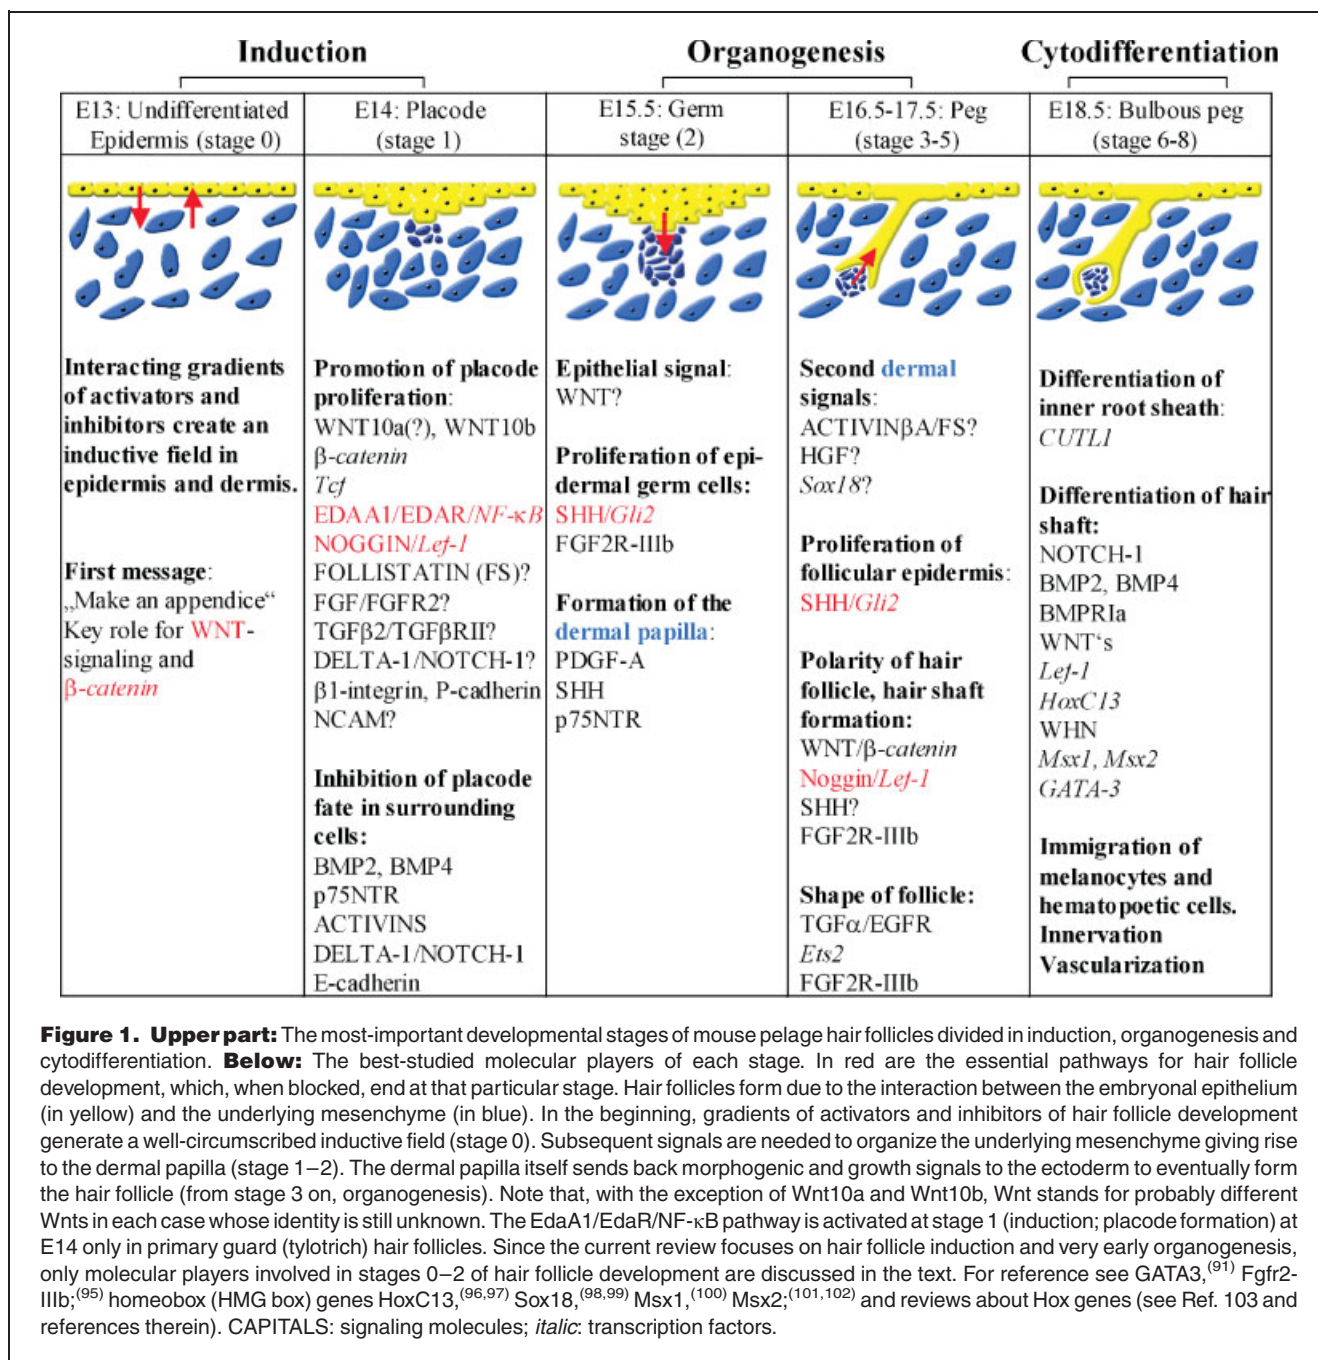 Induction
Organogenesis
Cytodifferentiation
E13: Undifferentiated
Epidermis (stage 0)
E14: Placode
(stage 1)
E15.5: Germ
stage (2)
E16.5-17.5: Peg
(stage 3-5)
E18.5: Bulbous peg
(stage 6-8)
Interacting gradients
of activators and
inhibitors create an
inductive field in
epidermis and dermis.
First message:
„Make an appendice“
Key role for WNT-
signaling and
β-catenin
Promotion of placode
proliferation:
WNT10a(?), WNT10b
β-catenin
Tcf
EDAA1/EDAR/NF-κB
NOGGIN/Lef-1
FOLLISTATIN (FS)?
FGF/FGFR2?
TGFβ2/TGFβRII?
DELTA-1/NOTCH-1?
β1-integrin, P-cadherin
NCAM?
Inhibition of placode
fate in surrounding
cells:
BMP2, BMP4
p75NTR
ACTIVINS
DELTA-1/NOTCH-1
E-cadherin
Epithelial signal:
WNT?
Proliferation of epi-
dermal germ cells:
SHH/Gli2
FGF2R-IIIb
Formation of the
dermal papilla:
PDGF-A
SHH
p75NTR
Second dermal
signals:
ACTIVINβA/FS?
HGF?
Sox18?
Proliferation of
follicular epidermis:
SHH/Gli2
Polarity of hair
follicle, hair shaft
formation:
WNT/β-catenin
Noggin/Lef-1
SHH?
FGF2R-IIIb
Shape of follicle:
TGFα/EGFR
Ets2
FGF2R-IIIb
Differentiation of
inner root sheath:
CUTL1
Differentiation of hair
shaft:
NOTCH-1
BMP2, BMP4
BMPRIa
WNT‘s
Lef-1
HoxC13
WHN
Msx1, Msx2
GATA-3
Immigration of
melanocytes and
hematopoetic cells.
Innervation
Vascularization
Figure 1. Upper part: The most-important developmental stages of mouse pelage hair follicles divided in induction, organogenesis and
cytodifferentiation. Below: The best-studied molecular players of each stage. In red are the essential pathways for hair follicle
development, which, when blocked, end at that particular stage. Hair follicles form due to the interaction between the embryonal epithelium
(in yellow) and the underlying mesenchyme (in blue). In the beginning, gradients of activators and inhibitors of hair follicle development
generate a well-circumscribed inductive field (stage 0). Subsequent signals are needed to organize the underlying mesenchyme giving rise
to the dermal papilla (stage 1–2). The dermal papilla itself sends back morphogenic and growth signals to the ectoderm to eventually form
the hair follicle (from stage 3 on, organogenesis). Note that, with the exception of Wnt10a and Wnt10b, Wnt stands for probably different
Wnts in each case whose identity is still unknown. The EdaA1/EdaR/NF-κB pathway is activated at stage 1 (induction; placode formation) at
E14 only in primary guard (tylotrich) hair follicles. Since the current review focuses on hair follicle induction and very early organogenesis,
only molecular players involved in stages 0–2 of hair follicle development are discussed in the text. For reference see GATA3,(91) Fgfr2-
IIIb;(95) homeobox (HMG box) genes HoxC13,(96,97) Sox18,(98,99) Msx1,(100) Msx2;(101,102) and reviews about Hox genes (see Ref. 103 and
references therein). CAPITALS: signaling molecules; italic: transcription factors.